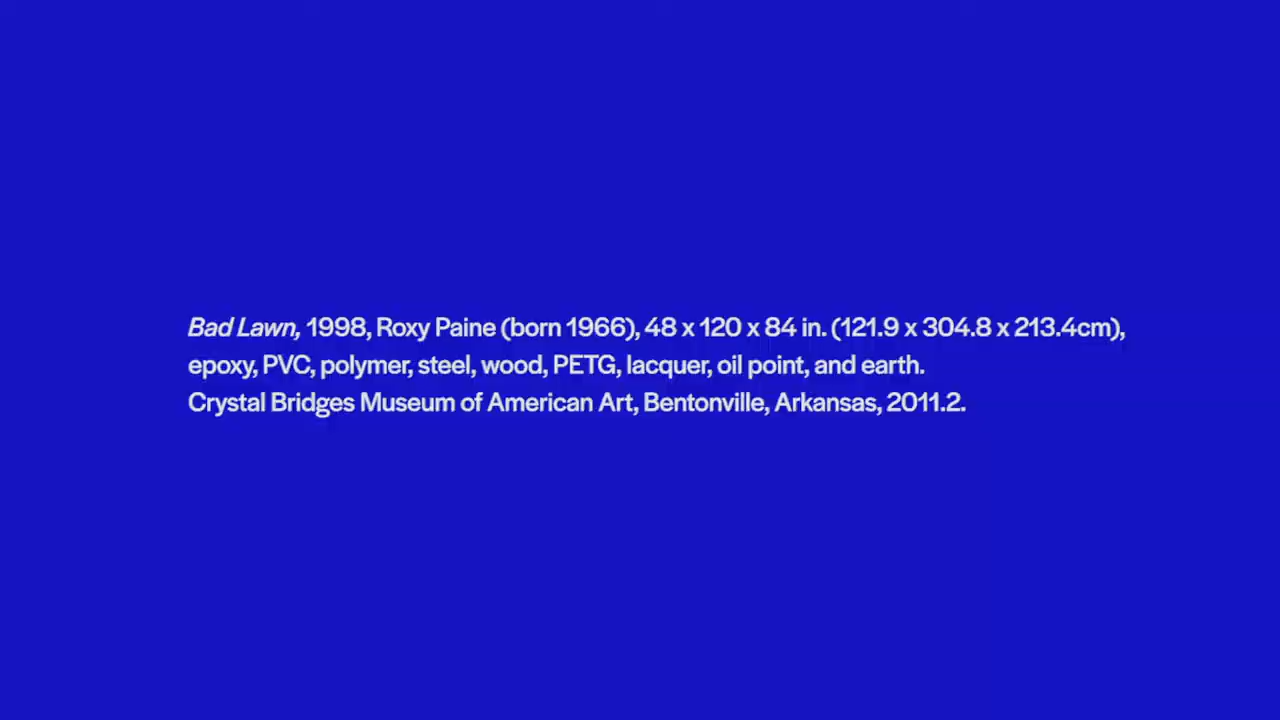 Bad Lawn, 1998, Roxy Paine (born 1966), 48 x 120 x 84 in. (121.9 x 304.8 x 213.4cm),
epoxy, PVC, polymer, steel, wood, PETG, lacquer, oil point, and earth.
Crystal Bridges Museum of American Art, Bentonville, Arkansas, 2011.2.